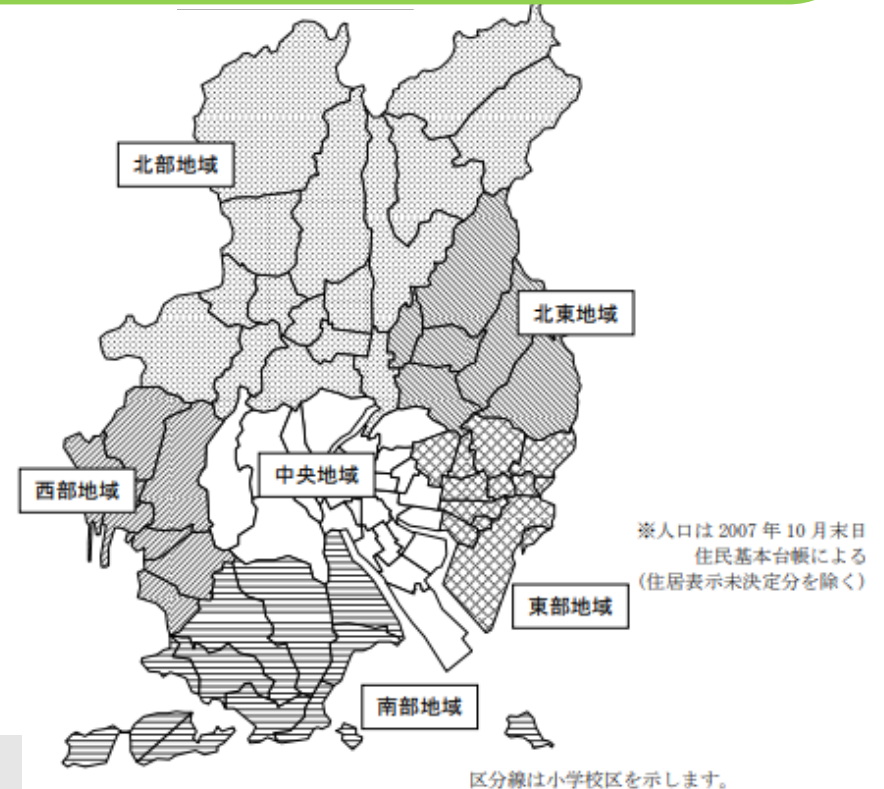 北部地域
北東地域
中央地域
西部地域
※人口は 2007 年 10 月末日
住民基本台帳による
(住居表示未決定分を除く)
東部地域
南部地域
区分線は小学校区を示します。